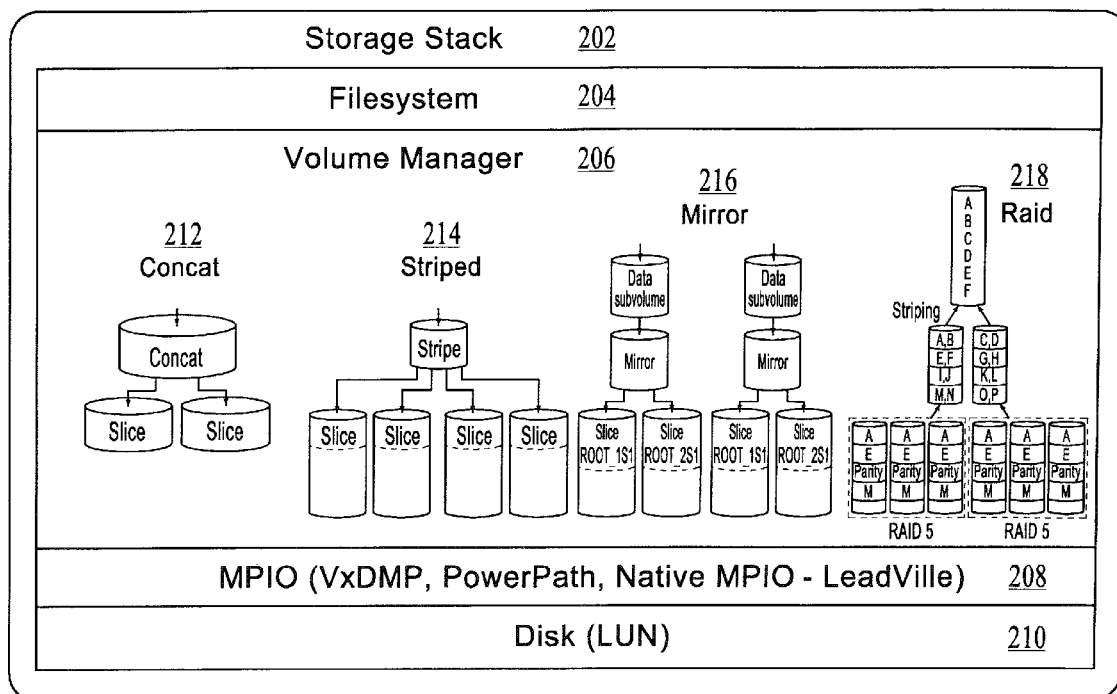 Storage Stack 202
Filesystem 204
Volume Manager 206
212
Concat
Concat
Slice Slice
214
Striped
Stripe
Slice Slice Slice Slice
216
Mirror
Data subvolume
Data subvolume
Mirror
Mirror
Slice ROOT_1S1
Slice ROOT_2S1
Slice ROOT_1S1
Slice ROOT_2S1
218
Raid
A
B
C
D
E
F
Striping
A,B
E,F
I,J
M,N
C,D
G,H
K,L
O,P
A A A A A A
E E E E E E
Parity Parity Parity Parity Parity Parity
M M M M M M
RAID 5 RAID 5
MPIO (VxDMP, PowerPath, Native MPIO - LeadVille) 208
Disk (LUN) 210